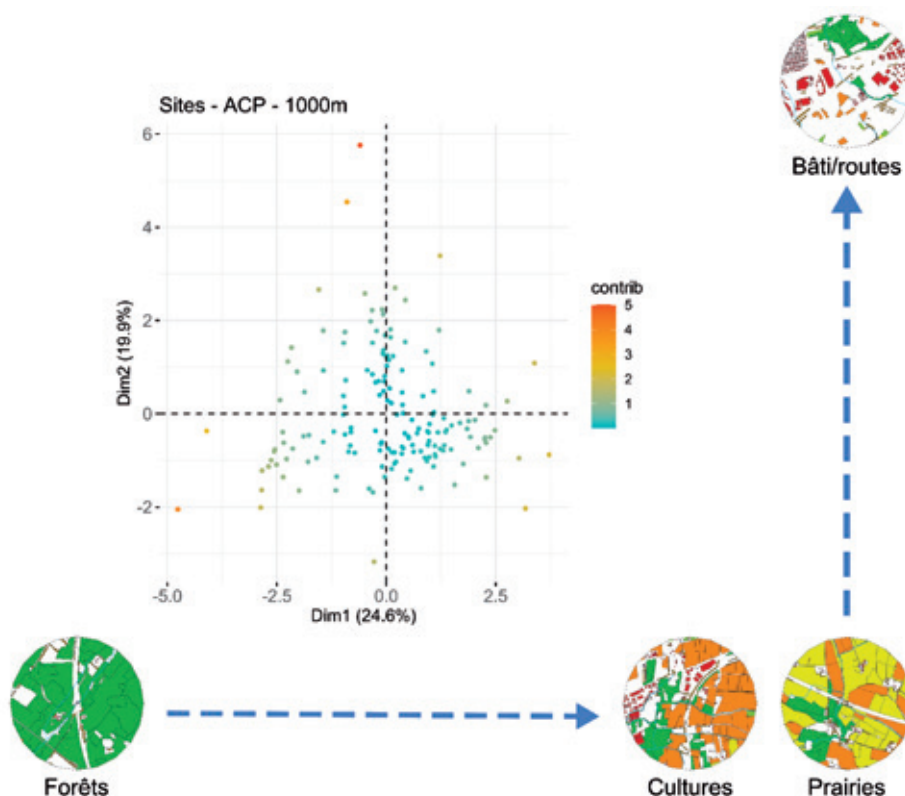 Bâti/routes
Sites - ACP - 1000m
6
4
2
0
-2
Dim2 (19.9%)
-5.0
-2.5
0.0
2.5
Dim1 (24.6%)
contrib
5
4
3
2
1
Forêts
Cultures
Prairies